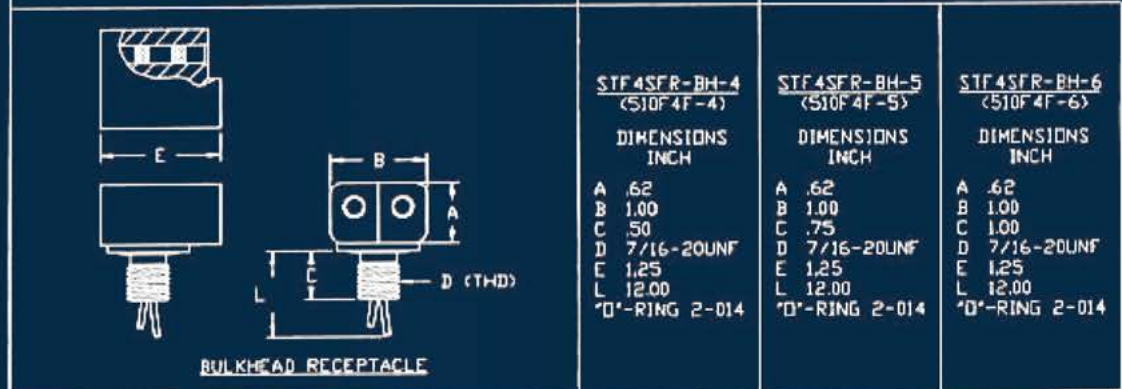 E
B
A
C
L
D (THD)
BULKHEAD RECEPTACLE
STF4SFR-BH-4
(510F4F-4)
DIMENSIONS
INCH
A .62
B 1.00
C .50
D 7/16-20UNF
E 1.25
L 12.00
"O"-RING 2-014
STF4SFR-BH-5
(510F4F-5)
DIMENSIONS
INCH
A .62
B 1.00
C .75
D 7/16-20UNF
E 1.25
L 12.00
"O"-RING 2-014
STF4SFR-BH-6
(510F4F-6)
DIMENSIONS
INCH
A .62
B 1.00
C 1.00
D 7/16-20UNF
E 1.25
L 12.00
"O"-RING 2-014